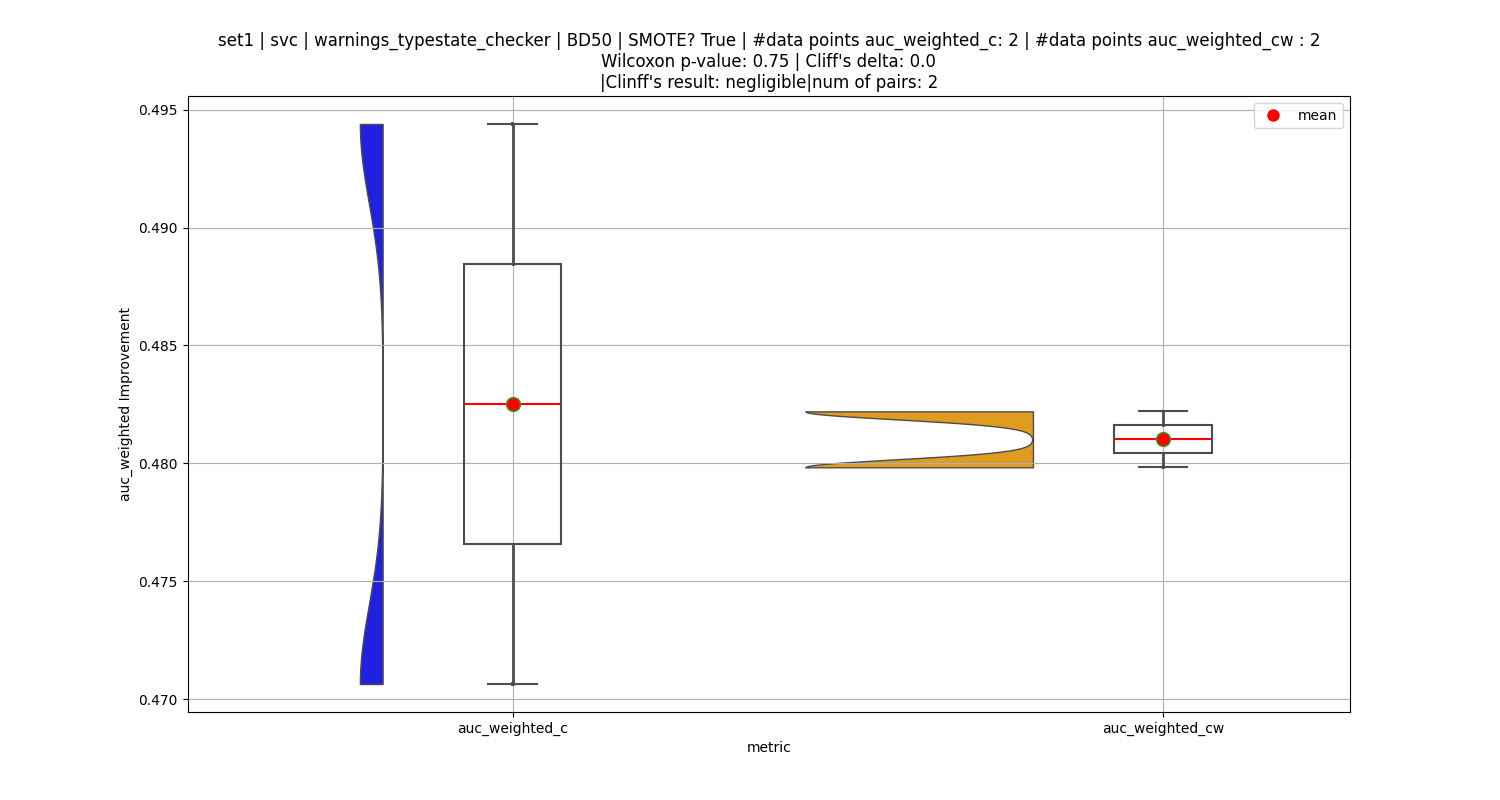 set1 | svc | warnings_typestate_checker | BD50 | SMOTE? True | #data points auc_weighted_c: 2 | #data points auc_weighted_cw : 2
Wilcoxon p-value: 0.75 | Cliff's delta: 0.0
|Clinff's result: negligible|num of pairs: 2
mean
0.495
0.490
0.485
0.480
0.475
0.470
auc_weighted Improvement
auc_weighted_c
auc_weighted_cw
metric